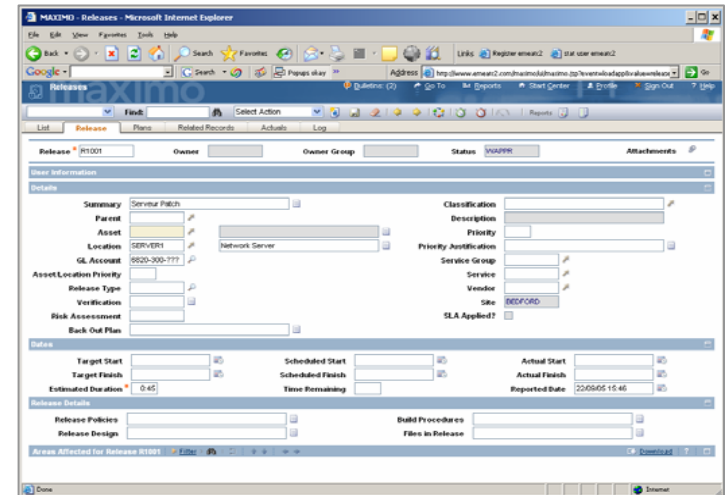 MAXIMO - Releases - Microsoft Internet Explorer
File Edit View Favorites Tools Help
Back Search Favorites Links Register emeatc2 stat user emeatc2
Google Search Popups okay Address
Releases maximo Bulletins: (2) Go To Reports Start Center Profile Sign Out Help
Find: Select Action Reports
List Release Plans Related Records Actuals Log
Release * R1001 Owner Owner Group Status WAPPR Attachments
User Information
Details
Summary Serveur Patch Classification
Parent Description
Asset Priority
Location SERVER1 Network Server Priority Justification
GL Account 6820-300-??? Service Group
Asset Location Priority Service
Release Type Vendor
Verification Site BEDFORD
Risk Assessment SLA Applied?
Back Out Plan
Dates
Target Start Scheduled Start Actual Start
Target Finish Scheduled Finish Actual Finish
Estimated Duration * 0:45 Time Remaining Reported Date 22/09/05 15:46
Release Details
Release Policies Build Procedures
Release Design Files in Release
Areas Affected for Release R1001 Filter Download ?
Done Internet